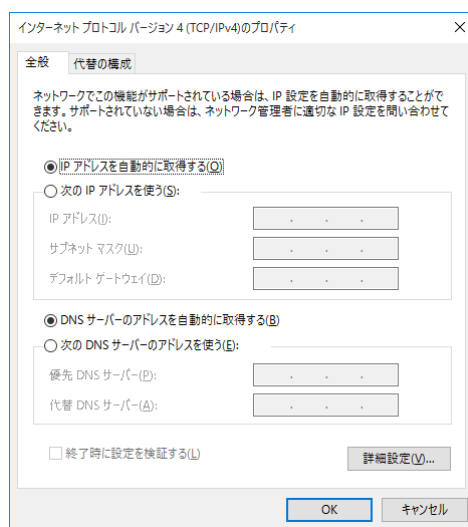 インターネット プロトコル バージョン 4 (TCP/IPv4)のプロパティ
全般 代替の構成
ネットワークでこの機能がサポートされている場合は、IP 設定を自動的に取得することがで
きます。サポートされていない場合は、ネットワーク管理者に適切な IP 設定を問い合わせて
ください。
IP アドレスを自動的に取得する(O)
次の IP アドレスを使う(S):
IP アドレス(I):
サブネット マスク(U):
デフォルト ゲートウェイ(D):
DNS サーバーのアドレスを自動的に取得する(B)
次の DNS サーバーのアドレスを使う(E):
優先 DNS サーバー(P):
代替 DNS サーバー(A):
終了時に設定を検証する(L)
詳細設定(V)...
OK キャンセル